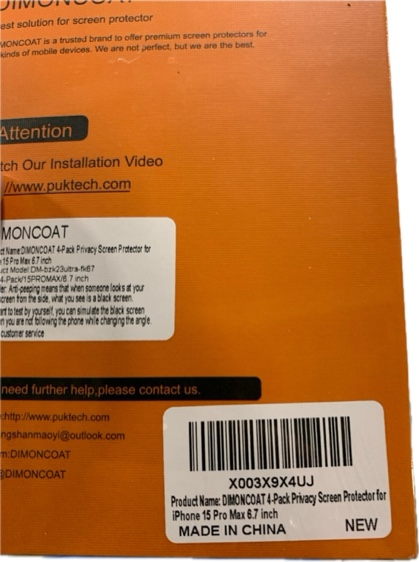 DIMONCOAT
est solution for screen protector
MONCOAT is a trusted brand to offer premium screen protectors for
kinds of mobile devices. We are not perfect, but we are the best.
Attention
tch Our Installation Video
//www.puktech.com
MONCOAT
ct Name:DIMONCOAT 4-Pack Privacy Screen Protector for
15 Pro Max 6.7 inch
uct Model:DM-bzk23ultra-fk67
4-Pack/15PROMAX/6.7 inch
er: Anti-peeping means that when someone looks at your
creen from the side, what you see is a black screen.
ant to test by yourself, you can simulate the black screen
n you are not following the phone while changing the angle.
customer service
need further help,please contact us.
:http://www.puktech.com
ngshanmaoyi@outlook.com
m:DIMONCOAT
@DIMONCOAT
X003X9X4UJ
Product Name: DIMONCOAT 4-Pack Privacy Screen Protector for
iPhone 15 Pro Max 6.7 inch
MADE IN CHINA NEW